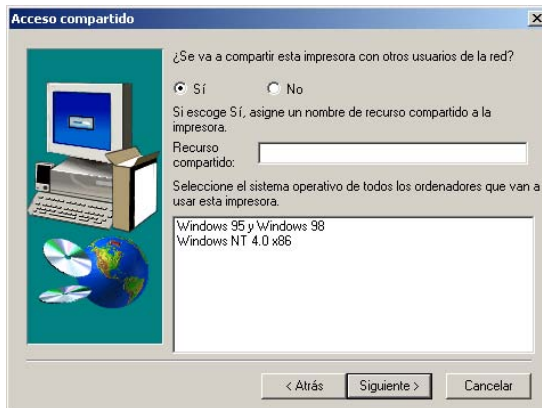 Acceso compartido
¿Se va a compartir esta impresora con otros usuarios de la red?
Sí
No
Si escoge Sí, asigne un nombre de recurso compartido a la
impresora.
Recurso
compartido:
Seleccione el sistema operativo de todos los ordenadores que van a
usar esta impresora.
Windows 95 y Windows 98
Windows NT 4.0 x86
< Atrás
Siguiente >
Cancelar